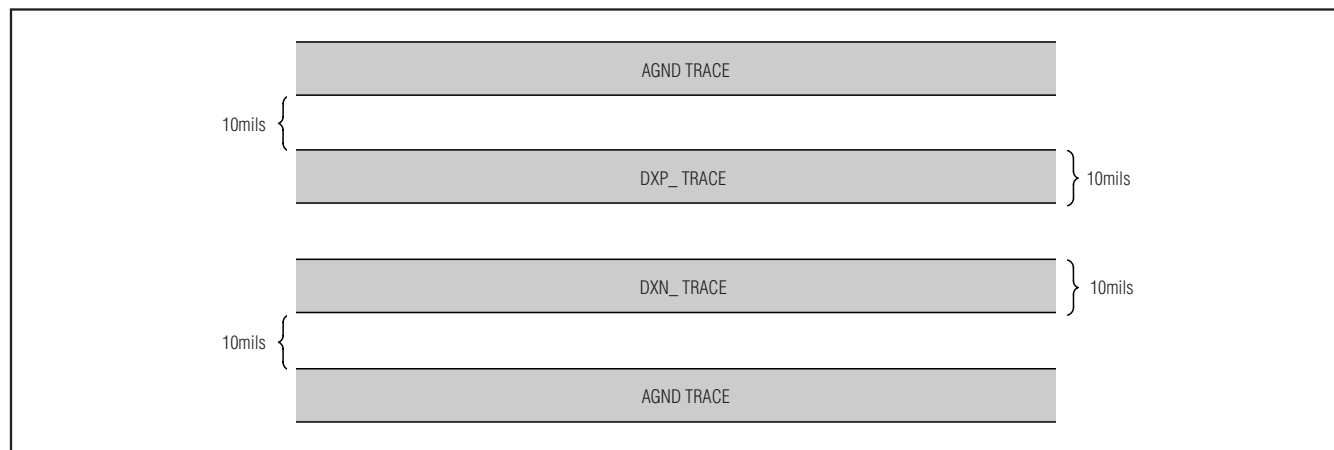 AGND TRACE
10mils
DXP_ TRACE
10mils
DXN_ TRACE
10mils
10mils
AGND TRACE